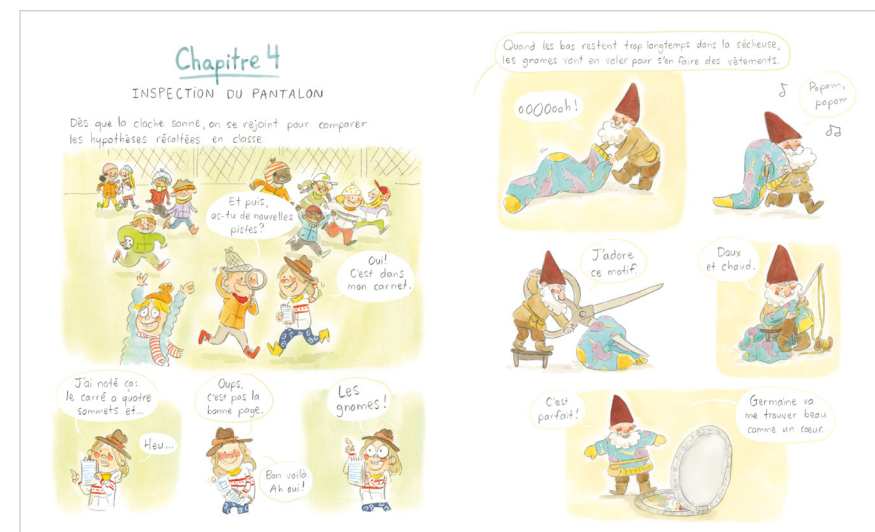 Chapitre 4
INSPECTION DU PANTALON
Dès que la cloche sonne, on se rejoint pour comparer
les hypothèses récoltées en classe.
Et puis,
as-tu de nouvelles
pistes?
Oui!
C'est dans
mon carnet.
J'ai noté ça:
le carré a quatre
sommets et...
Heu...
Oups,
c'est pas la
bonne page.
Bon voilà.
Ah oui!
Les
gnomes!
Quand les bas restent trop longtemps dans la sécheuse,
les gnomes vont en voler pour s'en faire des vêtements.
ooOOooh!
Popom,
popom
J'adore
ce motif.
Doux
et chaud.
C'est
parfait!
Germaine va
me trouver beau
comme un cœur.